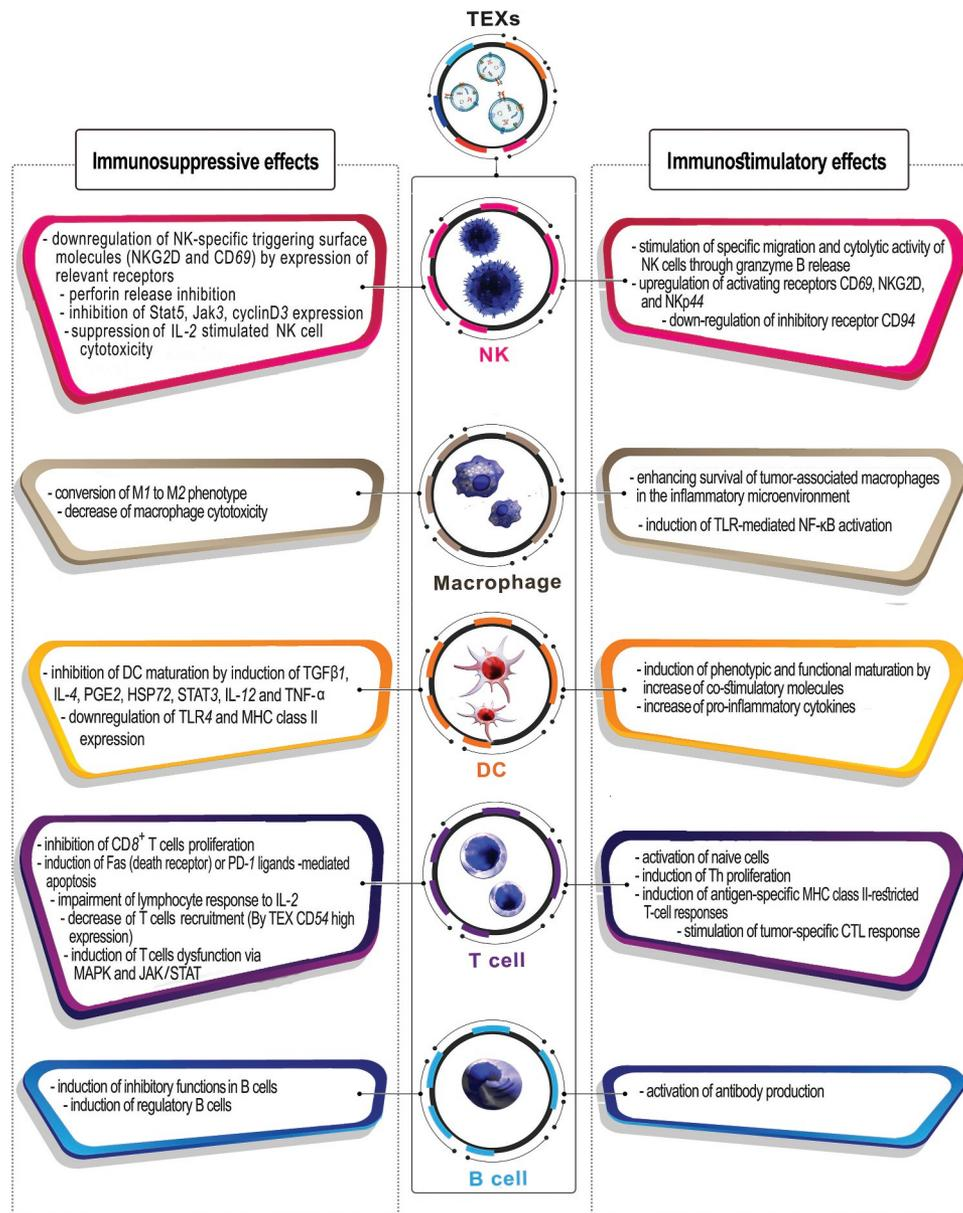 TEXs
Immunosuppressive effects
Immunostimulatory effects
- downregulation of NK-specific triggering surface
molecules (NKG2D and CD69) by expression of
relevant receptors
- perforin release inhibition
- inhibition of Stat5, Jak3, cyclinD3 expression
- suppression of IL-2 stimulated NK cell
cytotoxicity
NK
- stimulation of specific migration and cytolytic activity of
NK cells through granzyme B release
- upregulation of activating receptors CD69, NKG2D,
and NKp44
- down-regulation of inhibitory receptor CD94
- conversion of M1 to M2 phenotype
- decrease of macrophage cytotoxicity
Macrophage
- enhancing survival of tumor-associated macrophages
in the inflammatory microenvironment
- induction of TLR-mediated NF-κB activation
- inhibition of DC maturation by induction of TGFβ1,
IL-4, PGE2, HSP72, STAT3, IL-12 and TNF-α
- downregulation of TLR4 and MHC class II
expression
DC
- induction of phenotypic and functional maturation by
increase of co-stimulatory molecules
- increase of pro-inflammatory cytokines
- inhibition of CD8⁺ T cells proliferation
- induction of Fas (death receptor) or PD-1 ligands -mediated
apoptosis
- impairment of lymphocyte response to IL-2
- decrease of T cells recruitment (By TEX CD54 high
expression)
- induction of T cells dysfunction via
MAPK and JAK/STAT
T cell
- activation of naive cells
- induction of Th proliferation
- induction of antigen-specific MHC class II-restricted
T-cell responses
- stimulation of tumor-specific CTL response
- induction of inhibitory functions in B cells
- induction of regulatory B cells
B cell
- activation of antibody production